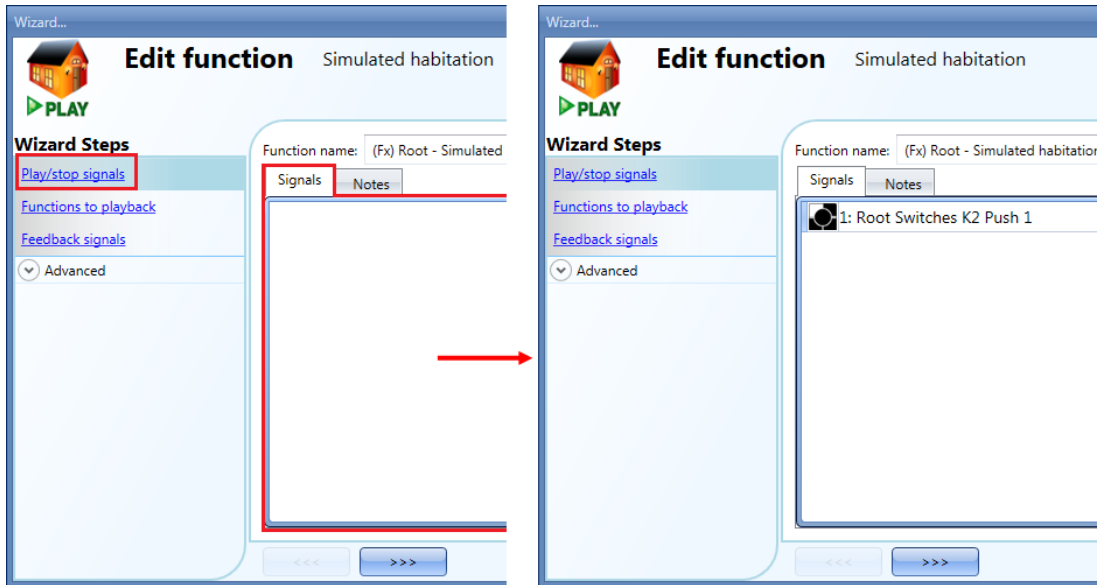 Wizard...
Edit function Simulated habitation
PLAY
Wizard Steps
Play/stop signals
Functions to playback
Feedback signals
Advanced
Function name: (Fx) Root - Simulated
Signals Notes
<<< >>>
Wizard...
Edit function Simulated habitation
PLAY
Wizard Steps
Play/stop signals
Functions to playback
Feedback signals
Advanced
Function name: (Fx) Root - Simulated habitation
Signals Notes
1: Root Switches K2 Push 1
<<< >>>